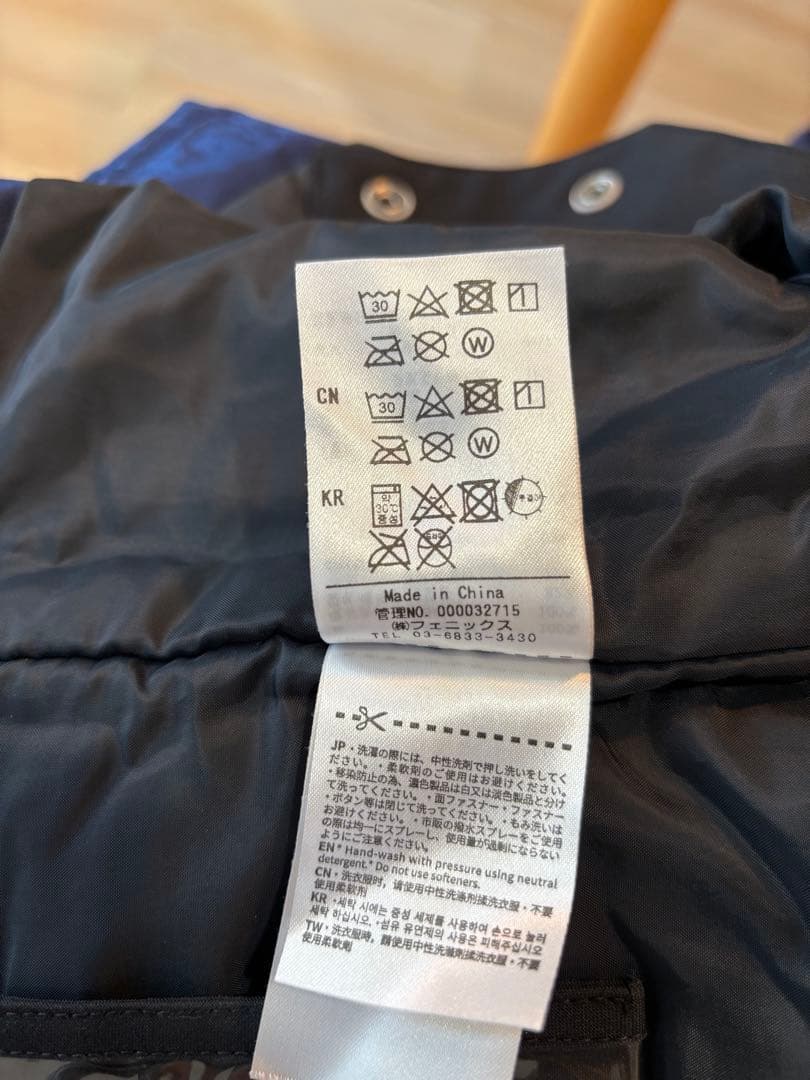 30
W
CN
30
W
KR
약
30℃
중성
Made in China
管理NO. 000032715
㈱フェニックス
TEL 03-6833-3430
JP・洗濯の際には、中性洗剤で押し洗いをしてく
ださい。・柔軟剤のご使用はお避けください。
・移染防止の為、濃色製品は白又は淡色製品と分け
て洗ってください。・面ファスナー・ファスナー
・ボタン等は閉じて洗ってください。・もみ洗いは
お避けください。・市販の撥水スプレーをご使用
の際は均一にスプレーし、使用量が過剰にならない
ようにご注意ください。
EN* Hand-wash with pressure using neutral
detergent.* Do not use softeners.
CN・洗衣服时，请使用中性洗涤剂揉洗衣服・不要
使用柔软剂
KR・세탁 시에는 중성 세제를 사용하여 손으로 눌러
세탁 하십시오.・섬유 유연제의 사용은 피해주십시오
TW・洗衣服時，請使用中性洗滌劑揉洗衣服・不要
使用柔軟劑